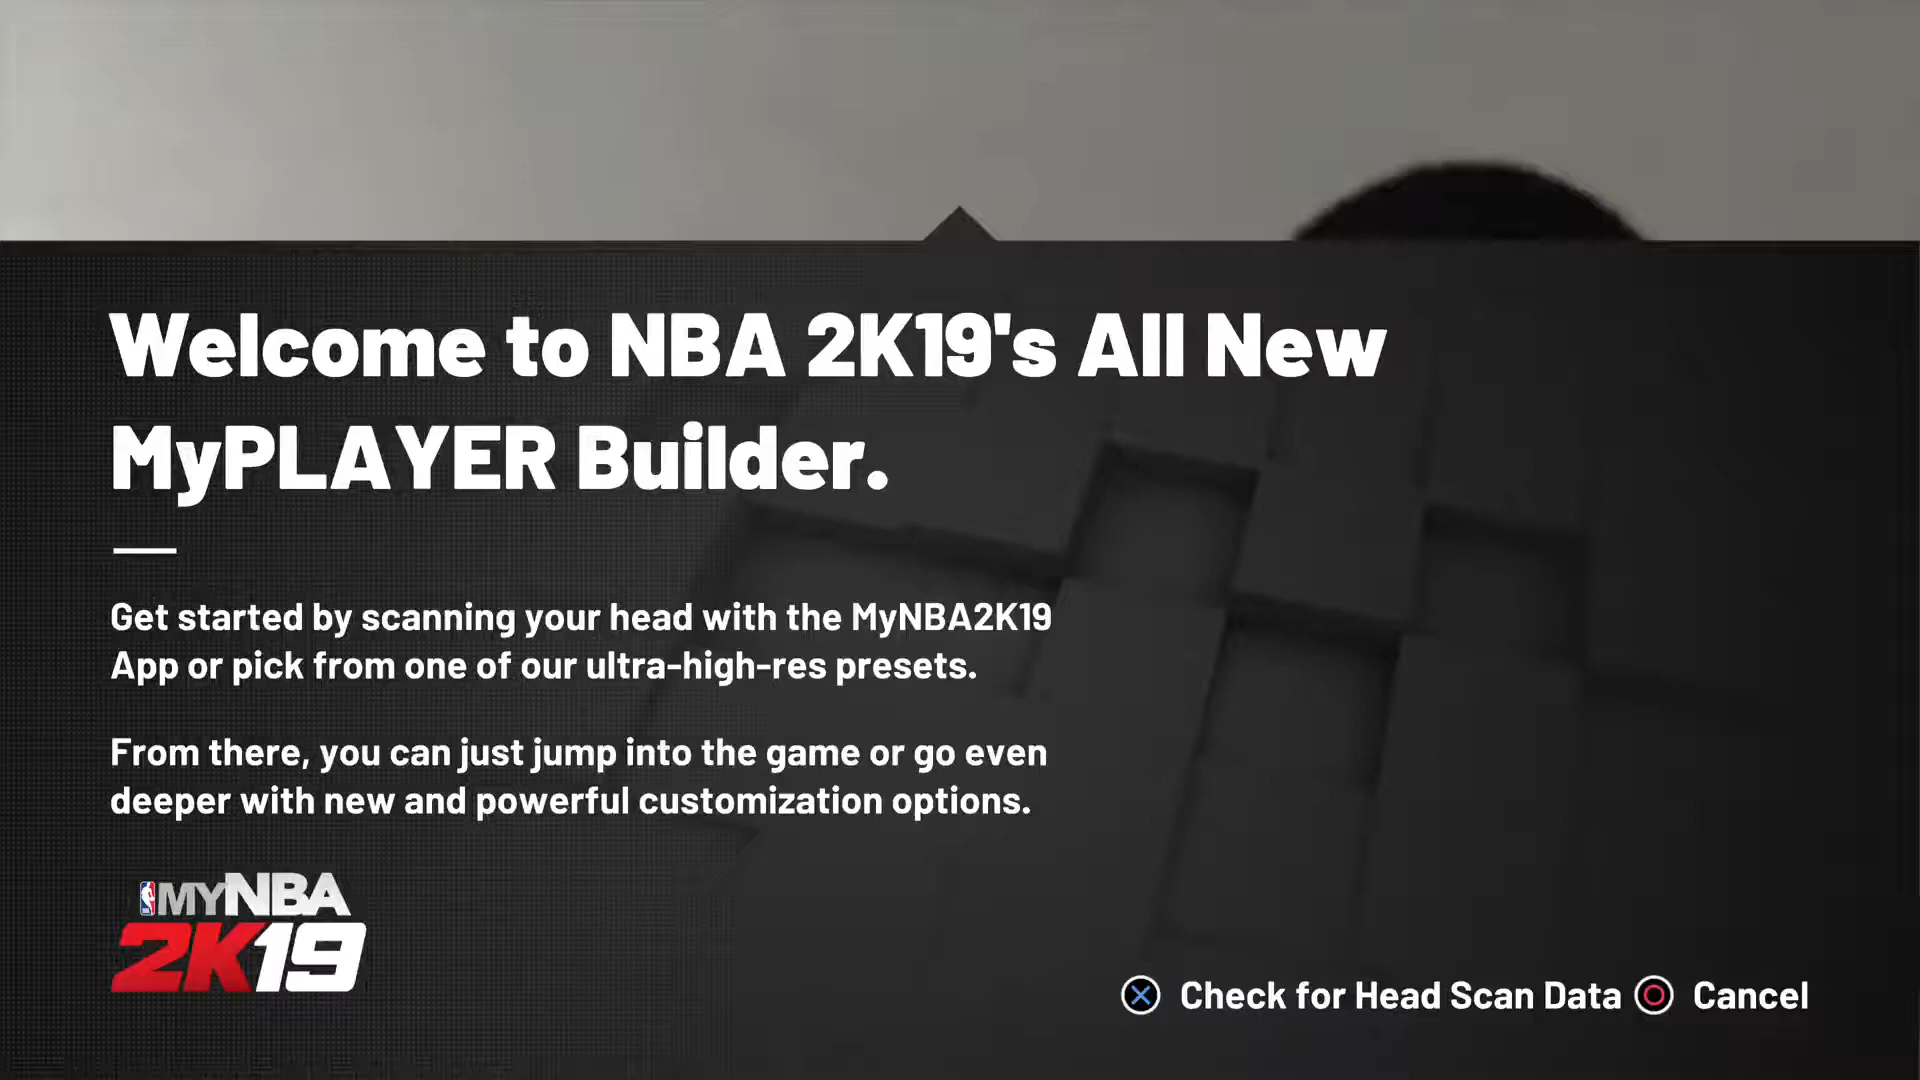 Welcome to NBA 2K19's All New
MyPLAYER Builder.
Get started by scanning your head with the MyNBA2K19
App or pick from one of our ultra-high-res presets.
From there, you can just jump into the game or go even
deeper with new and powerful customization options.
MYNBA
2K19
Check for Head Scan Data Cancel